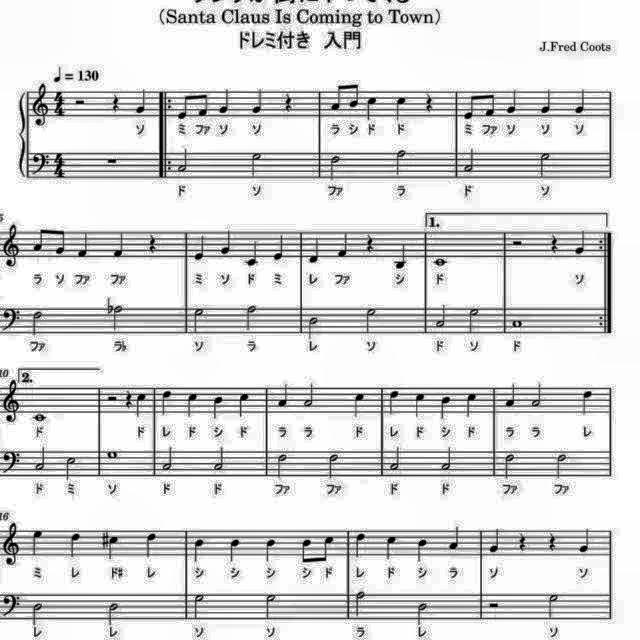 (Santa Claus Is Coming to Town)
ドレミ付き 入門
J.Fred Coots
♩ = 130
ソ ミ ファ ソ ソ ラ シ ド ド ミ ファ ソ ソ ソ
ド ソ ファ ラ ド ソ
1.
ラ ソ ファ ファ ミ ソ ド ミ レ ファ シ ド ソ
ファ ラ♭ ソ ラ レ ソ ド ソ ド
10
2.
ド ド レ ド シ ド ラ ラ ド レ ド シ ド ラ ラ レ
ド ミ ソ ド ド ファ ファ ド ド ファ ファ
16
ミ レ ド# レ シ シ シ シ ド レ ド シ ラ ソ ソ
レ レ ソ ソ ラ レ ソ